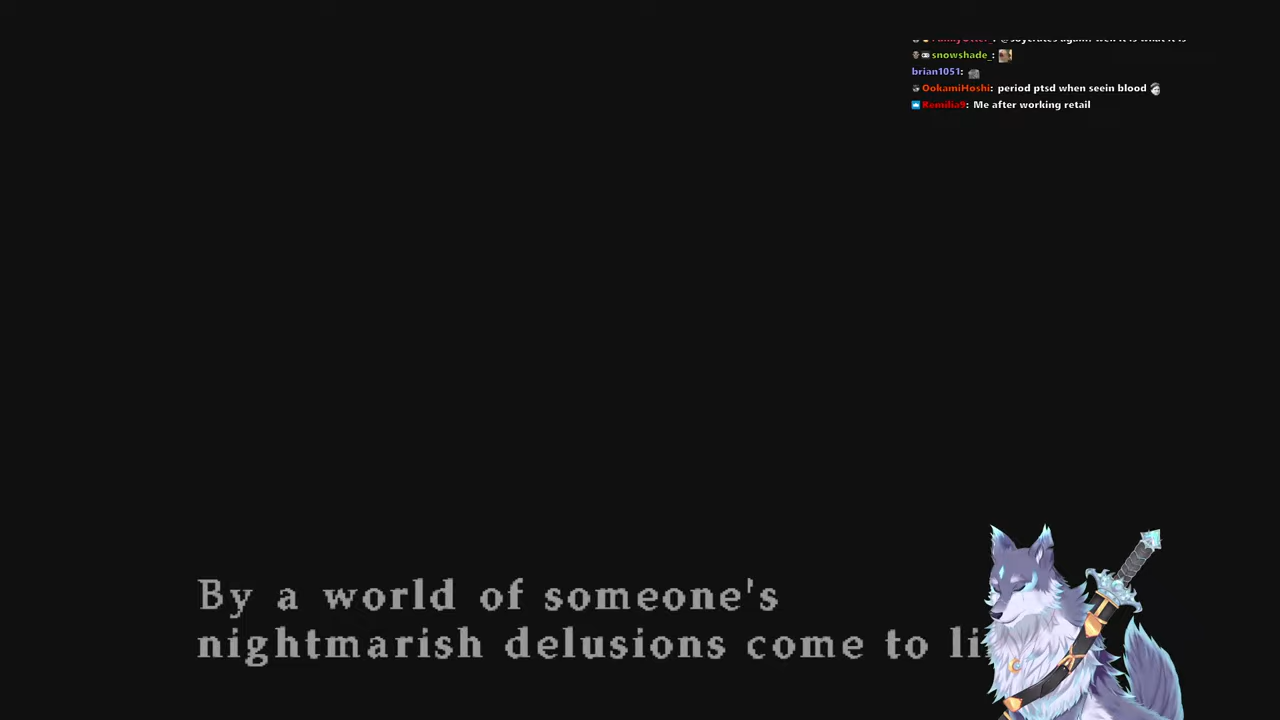 snowshade_:
brian1051:
OokamiHoshi: period ptsd when seein blood
Remilia9: Me after working retail
By a world of someone's
nightmarish delusions come to li